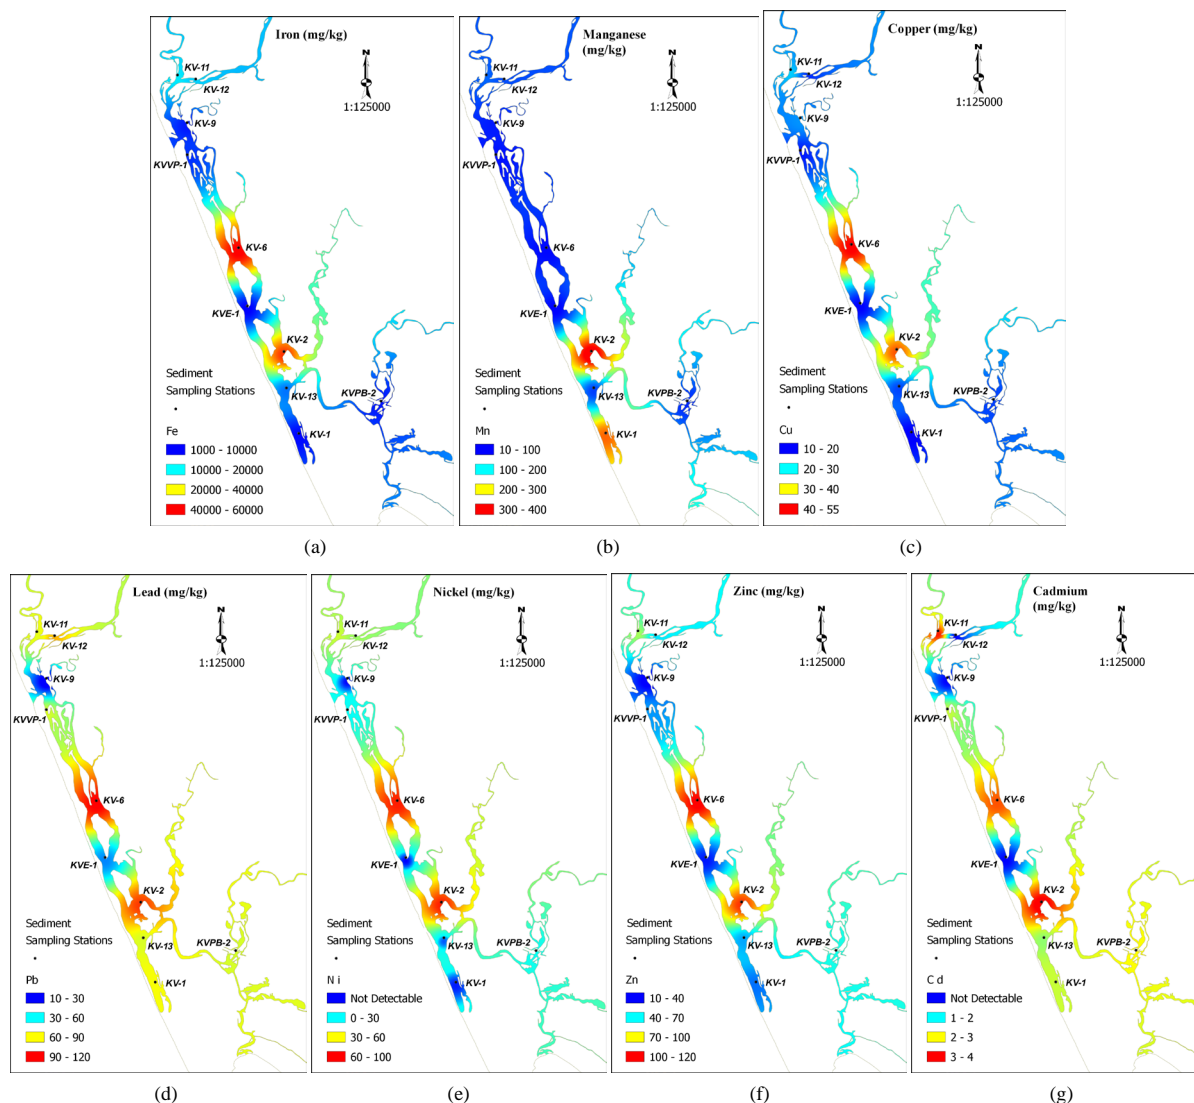 Iron (mg/kg)
N
1:125000
KV-11
KV-12
KV-9
KVVP-1
KV-6
KVE-1
KV-2
KV-13
KVPB-2
KV-1
Sediment
Sampling Stations
Fe
1000 - 10000
10000 - 20000
20000 - 40000
40000 - 60000
(a)
Manganese
(mg/kg)
N
1:125000
KV-11
KV-12
KV-9
KVVP-1
KV-6
KVE-1
KV-2
KV-13
KVPB-2
KV-1
Sediment
Sampling Stations
Mn
10 - 100
100 - 200
200 - 300
300 - 400
(b)
Copper (mg/kg)
N
1:125000
KV-11
KV-12
KV-9
KVVP-1
KV-6
KVE-1
KV-2
KV-13
KVPB-2
KV-1
Sediment
Sampling Stations
Cu
10 - 20
20 - 30
30 - 40
40 - 55
(c)
Lead (mg/kg)
N
1:125000
KV-11
KV-12
KV-9
KVVP-1
KV-6
KVE-1
KV-2
KV-13
KVPB-2
KV-1
Sediment
Sampling Stations
Pb
10 - 30
30 - 60
60 - 90
90 - 120
(d)
Nickel (mg/kg)
N
1:125000
KV-11
KV-12
KV-9
KVVP-1
KV-6
KVE-1
KV-2
KV-13
KVPB-2
KV-1
Sediment
Sampling Stations
N i
Not Detectable
0 - 30
30 - 60
60 - 100
(e)
Zinc (mg/kg)
N
1:125000
KV-11
KV-12
KV-9
KVVP-1
KV-6
KVE-1
KV-2
KV-13
KVPB-2
KV-1
Sediment
Sampling Stations
Zn
10 - 40
40 - 70
70 - 100
100 - 120
(f)
Cadmium
(mg/kg)
N
1:125000
KV-11
KV-12
KV-9
KVVP-1
KV-6
KVE-1
KV-2
KV-13
KVPB-2
KV-1
Sediment
Sampling Stations
C d
Not Detectable
1 - 2
2 - 3
3 - 4
(g)